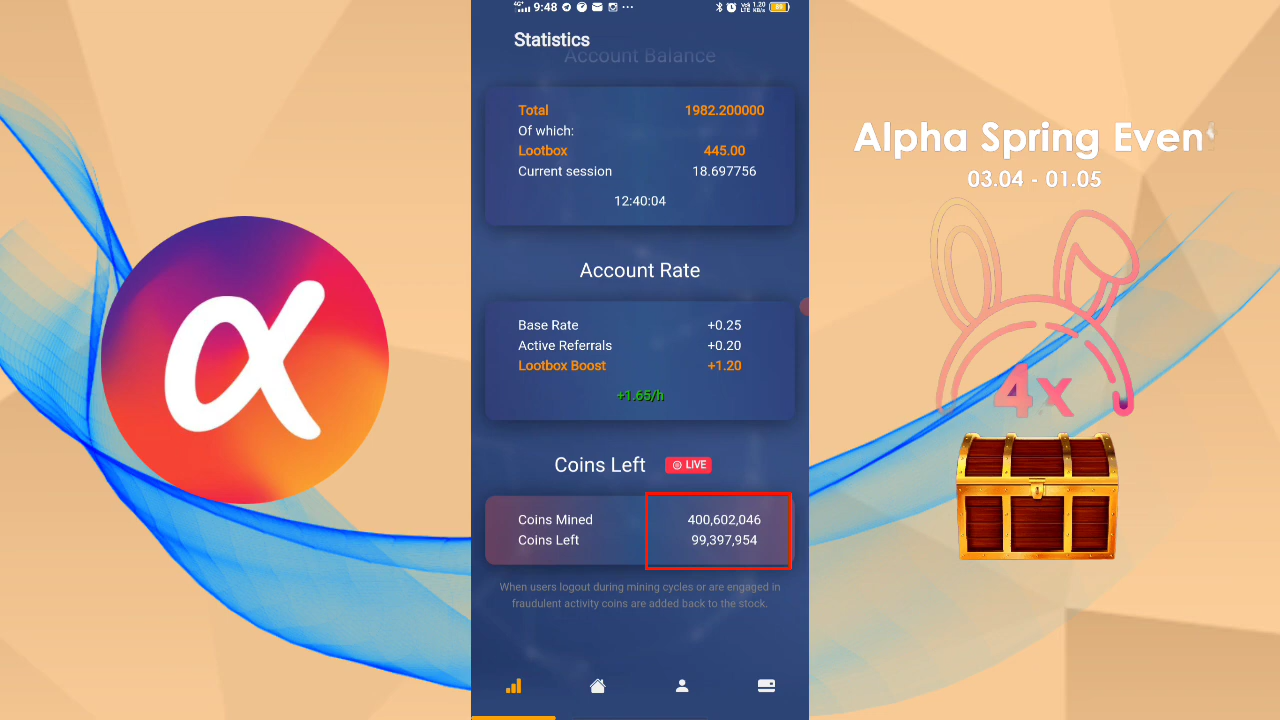 9:48
Statistics
Account Balance
Total 1982.200000
Of which:
Lootbox 445.00
Current session 18.697756
12:40:04
Account Rate
Base Rate +0.25
Active Referrals +0.20
Lootbox Boost +1.20
+1.65/h
Coins Left LIVE
Coins Mined 400,602,046
Coins Left 99,397,954
When users logout during mining cycles or are engaged in
fraudulent activity coins are added back to the stock.
α
Alpha Spring Even
03.04 - 01.05
4x